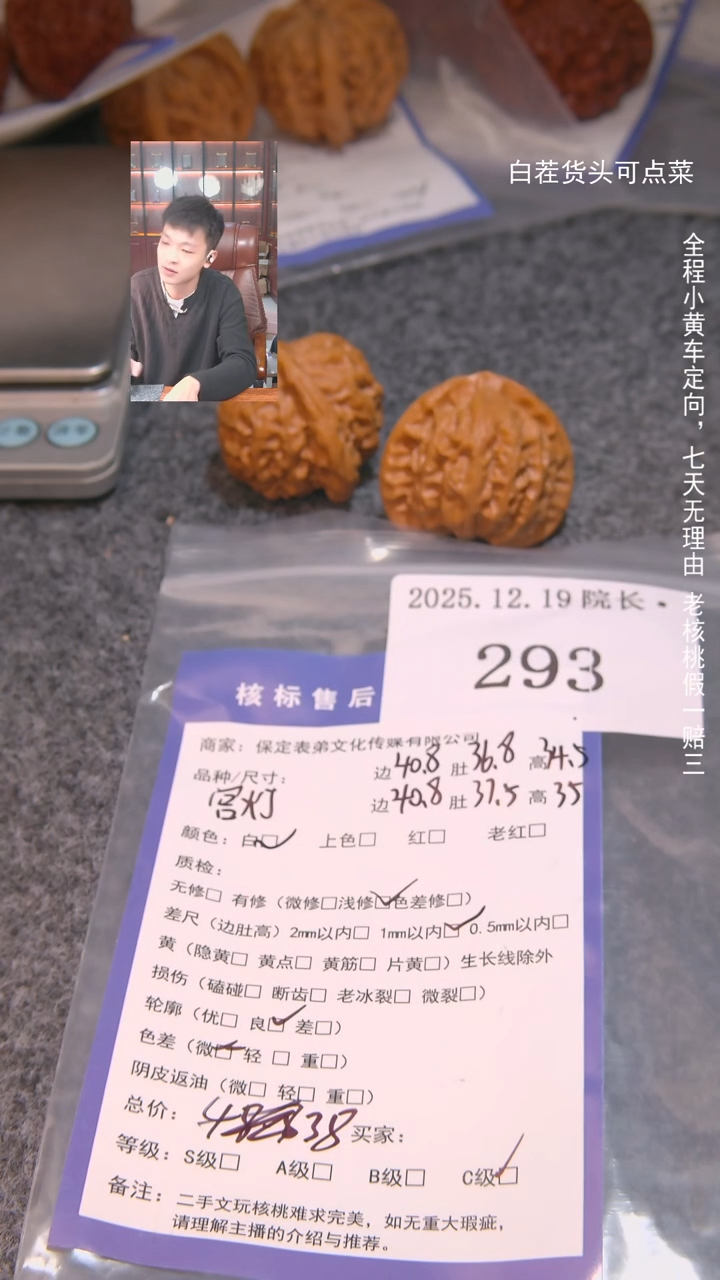 白茬货头可点菜
全程小黄车定向，七天无理由 老核桃假一赔三
2025.12.19 院长·
293
核标售后
商家：保定表弟文化传媒有限公司
品种/尺寸：
宫灯
边40.8 肚36.8 高34.5
边40.8 肚37.5 高35
颜色：白□✓ 上色□ 红□ 老红□
质检：
无修□ 有修（微修□浅修□✓色差修□）
差尺（边肚高）2mm以内□ 1mm以内□✓ 0.5mm以内□
黄（隐黄□ 黄点□ 黄筋□ 片黄□）生长线除外
损伤（磕碰□ 断齿□ 老冰裂□ 微裂□）
轮廓（优□ 良□✓ 差□）
色差（微□✓ 轻□ 重□）
阴皮返油（微□ 轻□ 重□）
总价： 38 买家：
等级：S级□ A级□ B级□ C级□✓
备注：二手文玩核桃难求完美，如无重大瑕疵，
请理解主播的介绍与推荐。